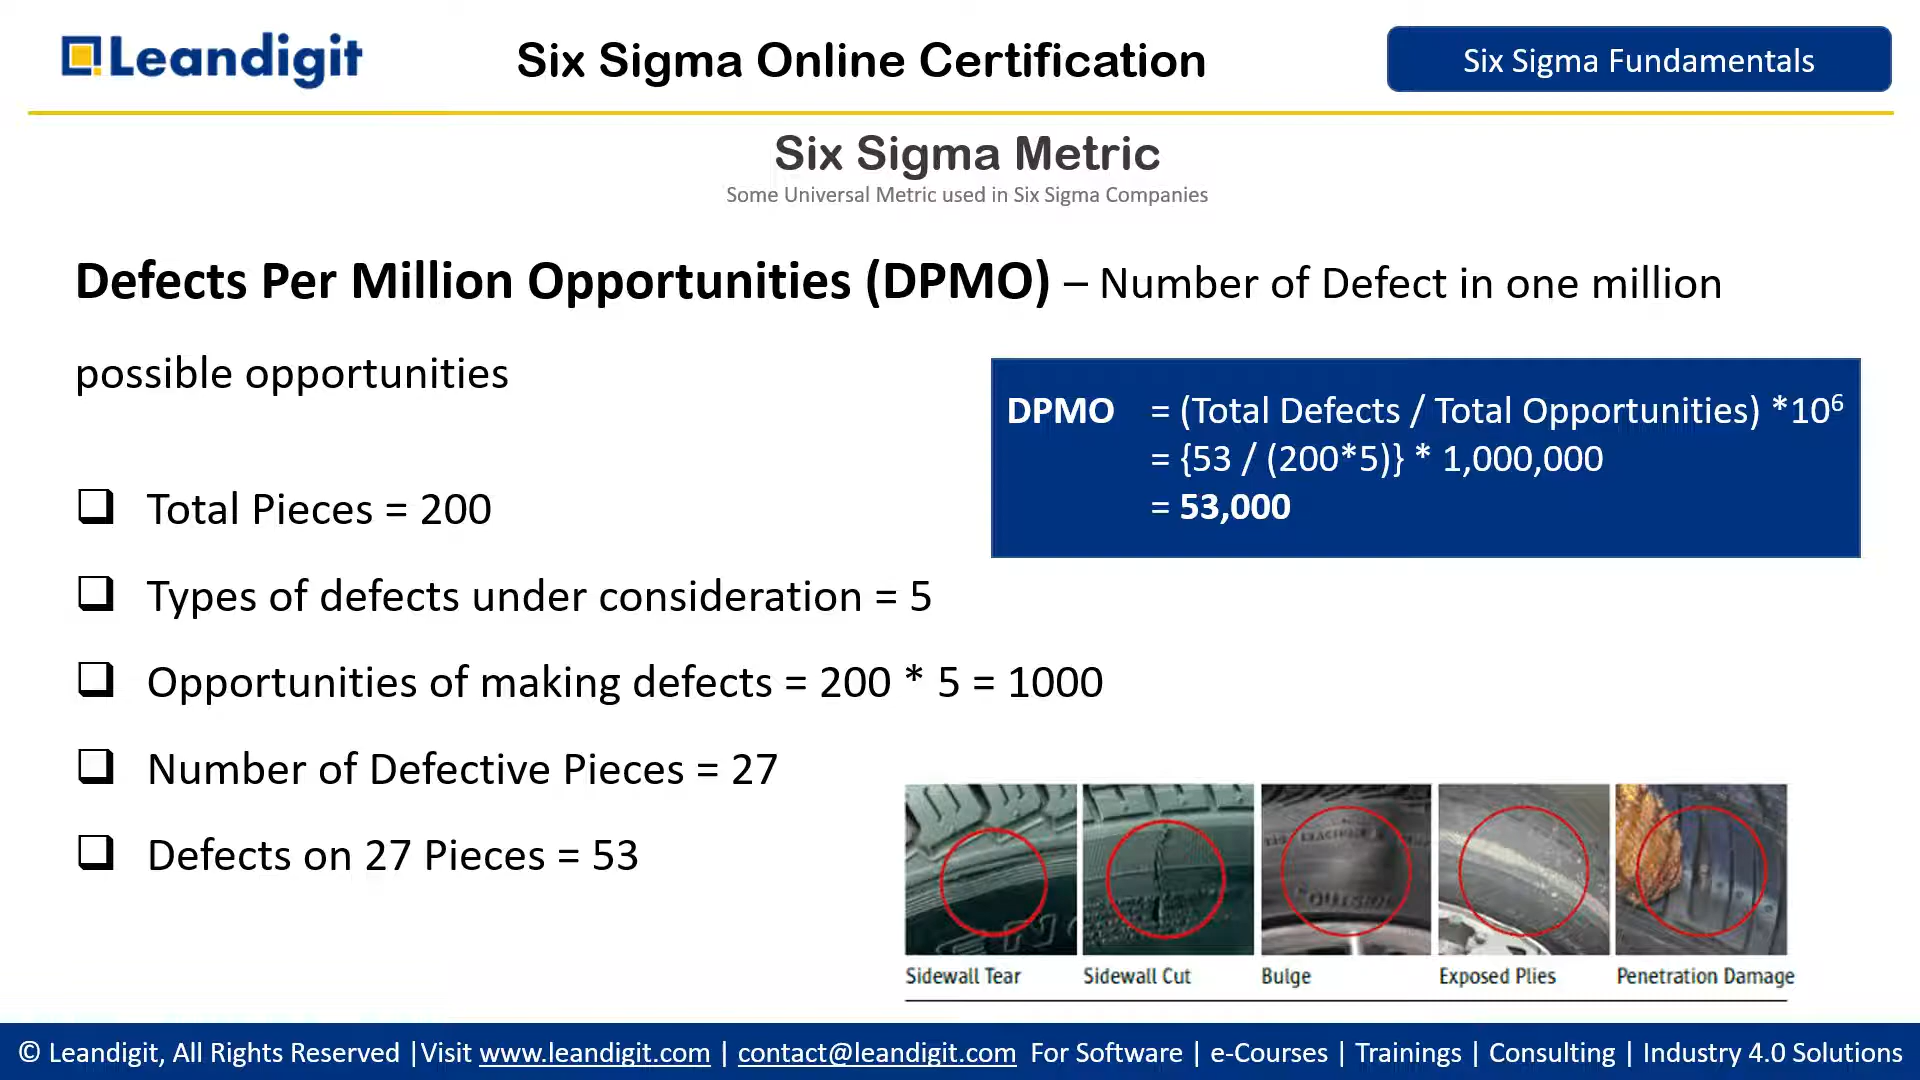 Leandigit
Six Sigma Online Certification
Six Sigma Fundamentals
Six Sigma Metric
Some Universal Metric used in Six Sigma Companies
Defects Per Million Opportunities (DPMO) – Number of Defect in one million
possible opportunities
DPMO = (Total Defects / Total Opportunities) *10⁶
= {53 / (200*5)} * 1,000,000
= 53,000
❑ Total Pieces = 200
❑ Types of defects under consideration = 5
❑ Opportunities of making defects = 200 * 5 = 1000
❑ Number of Defective Pieces = 27
❑ Defects on 27 Pieces = 53
Sidewall Tear
Sidewall Cut
Bulge
Exposed Plies
Penetration Damage
© Leandigit, All Rights Reserved |Visit www.leandigit.com | contact@leandigit.com For Software | e-Courses | Trainings | Consulting | Industry 4.0 Solutions